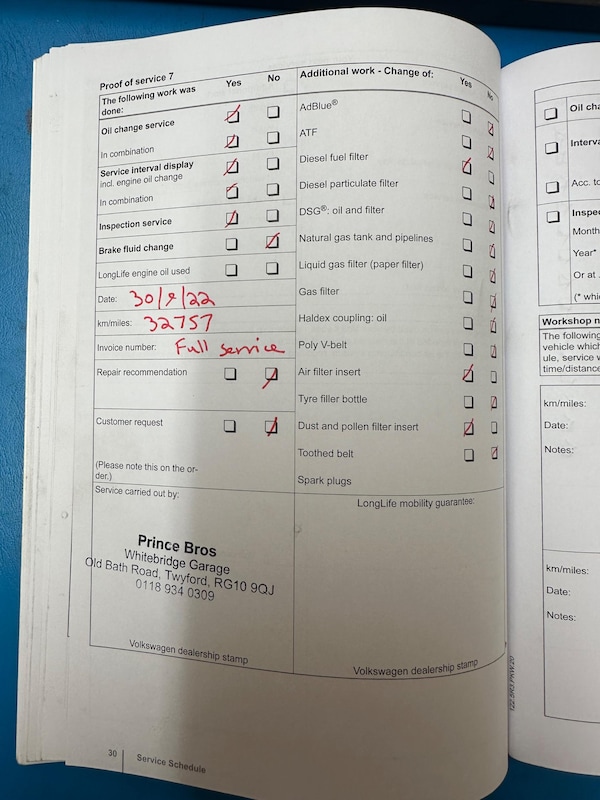 Proof of service 7
The following work was done:
Yes
No
Oil change service
In combination
Service interval display
incl. engine oil change
In combination
Inspection service
Brake fluid change
LongLife engine oil used
Date: 30/9/22
km/miles: 32757
Invoice number: Full service
Repair recommendation
Customer request
(Please note this on the or-
der.)
Service carried out by:
Prince Bros
Whitebridge Garage
Old Bath Road, Twyford, RG10 9QJ
0118 934 0309
Volkswagen dealership stamp
Additional work - Change of:
Yes
No
AdBlue®
ATF
Diesel fuel filter
Diesel particulate filter
DSG®: oil and filter
Natural gas tank and pipelines
Liquid gas filter (paper filter)
Gas filter
Haldex coupling: oil
Poly V-belt
Air filter insert
Tyre filler bottle
Dust and pollen filter insert
Toothed belt
Spark plugs
LongLife mobility guarantee:
Volkswagen dealership stamp
30
Service Schedule
Oil
Acc. to
Month
Year*
Or at
Workshop
The following
vehicle which
ule, service
time/distance
km/miles:
Date:
Notes:
km/miles:
Date:
Notes: